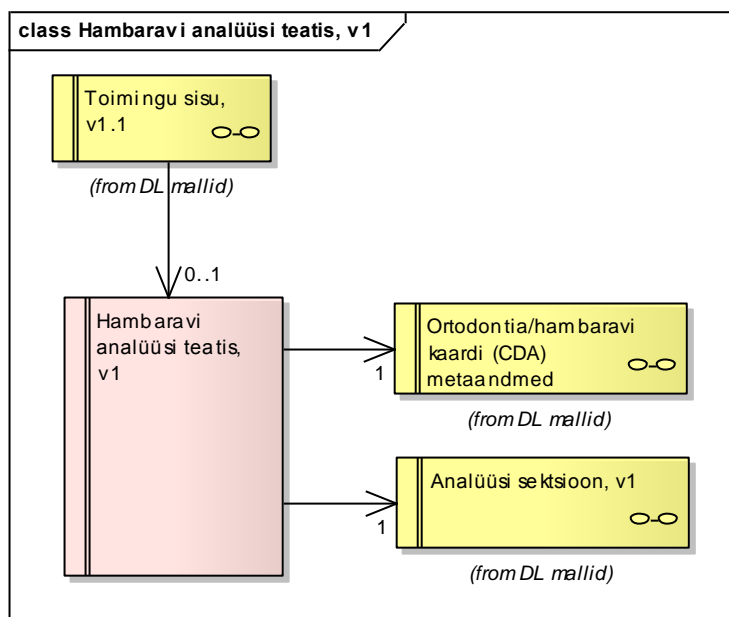 class Hambaravi analüüsi teatis, v1
Toimingu sisu,
v1.1
(from DL mallid)
0..1
Hambaravi
analüüsi teatis,
v1
Ortodontia/hambaravi
kaardi (CDA)
metaandmed
1
(from DL mallid)
Analüüsi sektsioon, v1
1
(from DL mallid)